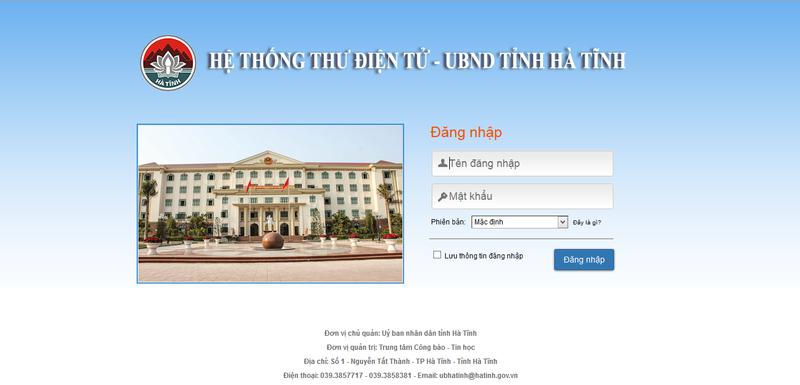 HÀ TĨNH
HỆ THỐNG THƯ ĐIỆN TỬ - UBND TỈNH HÀ TĨNH
Đăng nhập
Tên đăng nhập
Mật khẩu
Phiên bản: Mặc định Đây là gì?
Lưu thông tin đăng nhập Đăng nhập
Đơn vị chủ quản: Uỷ ban nhân dân tỉnh Hà Tĩnh
Đơn vị quản trị: Trung tâm Công báo - Tin học
Địa chỉ: Số 1 - Nguyễn Tất Thành - TP Hà Tĩnh - Tỉnh Hà Tĩnh
Điện thoại: 039.3857717 - 039.3858381 - Email: ubhatinh@hatinh.gov.vn